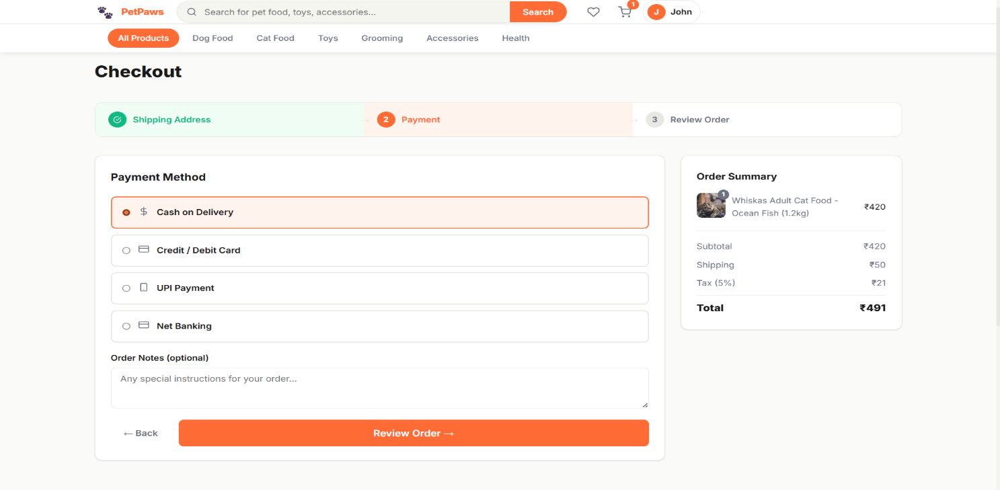 PetPaws
Search for pet food, toys, accessories...
Search
1
J
John
All Products
Dog Food
Cat Food
Toys
Grooming
Accessories
Health
Checkout
Shipping Address
→
2
Payment
→
3
Review Order
Payment Method
$ Cash on Delivery
Credit / Debit Card
UPI Payment
Net Banking
Order Notes (optional)
Any special instructions for your order...
← Back
Review Order →
Order Summary
1
Whiskas Adult Cat Food -
Ocean Fish (1.2kg)
₹420
Subtotal ₹420
Shipping ₹50
Tax (5%) ₹21
Total ₹491